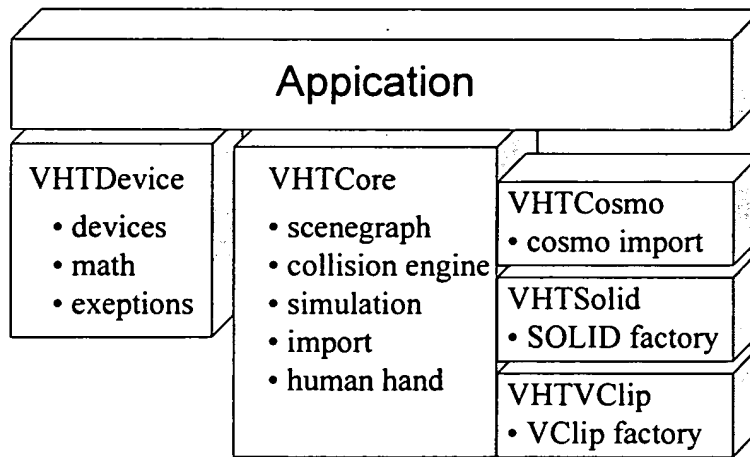 Appication
VHTDevice
• devices
• math
• exeptions
VHTCore
• scenegraph
• collision engine
• simulation
• import
• human hand
VHTCosmo
• cosmo import
VHTSolid
• SOLID factory
VHTVClip
• VClip factory